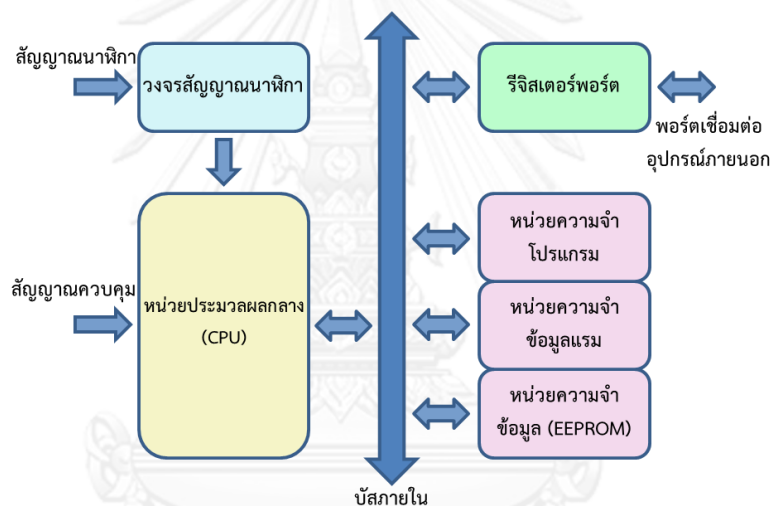 สัญญาณนาฬิกา
วงจรสัญญาณนาฬิกา
รีจิสเตอร์พอร์ต
พอร์ตเชื่อมต่อ
อุปกรณ์ภายนอก
หน่วยความจำ
โปรแกรม
สัญญาณควบคุม
หน่วยประมวลผลกลาง
(CPU)
หน่วยความจำ
ข้อมูลแรม
หน่วยความจำ
ข้อมูล (EEPROM)
บัสภายใน